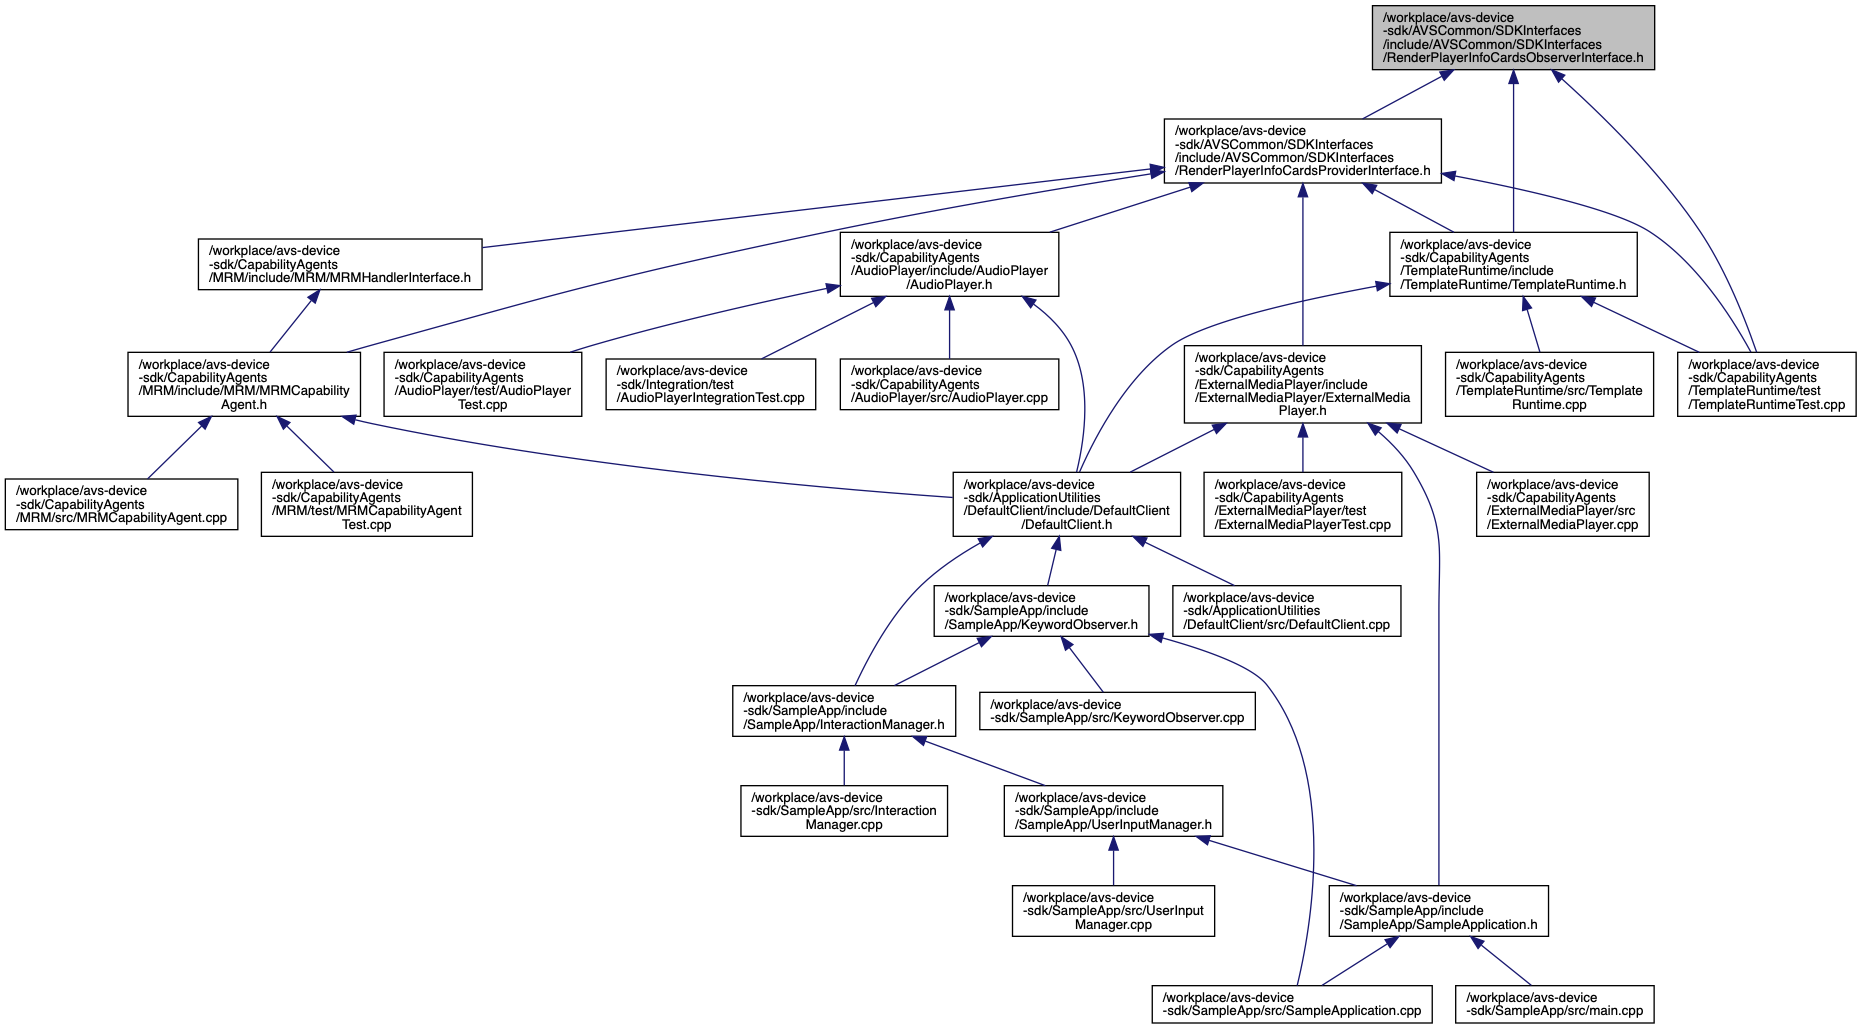 /workplace/avs-device
-sdk/AVSCommon/SDKInterfaces
/include/AVSCommon/SDKInterfaces
/RenderPlayerInfoCardsObserverInterface.h
/workplace/avs-device
-sdk/AVSCommon/SDKInterfaces
/include/AVSCommon/SDKInterfaces
/RenderPlayerInfoCardsProviderInterface.h
/workplace/avs-device
-sdk/CapabilityAgents
/MRM/include/MRM/MRMHandlerInterface.h
/workplace/avs-device
-sdk/CapabilityAgents
/AudioPlayer/include/AudioPlayer
/AudioPlayer.h
/workplace/avs-device
-sdk/CapabilityAgents
/TemplateRuntime/include
/TemplateRuntime/TemplateRuntime.h
/workplace/avs-device
-sdk/CapabilityAgents
/MRM/include/MRM/MRMCapability
Agent.h
/workplace/avs-device
-sdk/CapabilityAgents
/AudioPlayer/test/AudioPlayer
Test.cpp
/workplace/avs-device
-sdk/Integration/test
/AudioPlayerIntegrationTest.cpp
/workplace/avs-device
-sdk/CapabilityAgents
/AudioPlayer/src/AudioPlayer.cpp
/workplace/avs-device
-sdk/CapabilityAgents
/ExternalMediaPlayer/include
/ExternalMediaPlayer/ExternalMedia
Player.h
/workplace/avs-device
-sdk/CapabilityAgents
/TemplateRuntime/src/Template
Runtime.cpp
/workplace/avs-device
-sdk/CapabilityAgents
/TemplateRuntime/test
/TemplateRuntimeTest.cpp
/workplace/avs-device
-sdk/CapabilityAgents
/MRM/src/MRMCapabilityAgent.cpp
/workplace/avs-device
-sdk/CapabilityAgents
/MRM/test/MRMCapabilityAgent
Test.cpp
/workplace/avs-device
-sdk/ApplicationUtilities
/DefaultClient/include/DefaultClient
/DefaultClient.h
/workplace/avs-device
-sdk/CapabilityAgents
/ExternalMediaPlayer/test
/ExternalMediaPlayerTest.cpp
/workplace/avs-device
-sdk/CapabilityAgents
/ExternalMediaPlayer/src
/ExternalMediaPlayer.cpp
/workplace/avs-device
-sdk/SampleApp/include
/SampleApp/KeywordObserver.h
/workplace/avs-device
-sdk/ApplicationUtilities
/DefaultClient/src/DefaultClient.cpp
/workplace/avs-device
-sdk/SampleApp/include
/SampleApp/InteractionManager.h
/workplace/avs-device
-sdk/SampleApp/src/KeywordObserver.cpp
/workplace/avs-device
-sdk/SampleApp/src/Interaction
Manager.cpp
/workplace/avs-device
-sdk/SampleApp/include
/SampleApp/UserInputManager.h
/workplace/avs-device
-sdk/SampleApp/src/UserInput
Manager.cpp
/workplace/avs-device
-sdk/SampleApp/include
/SampleApp/SampleApplication.h
/workplace/avs-device
-sdk/SampleApp/src/SampleApplication.cpp
/workplace/avs-device
-sdk/SampleApp/src/main.cpp